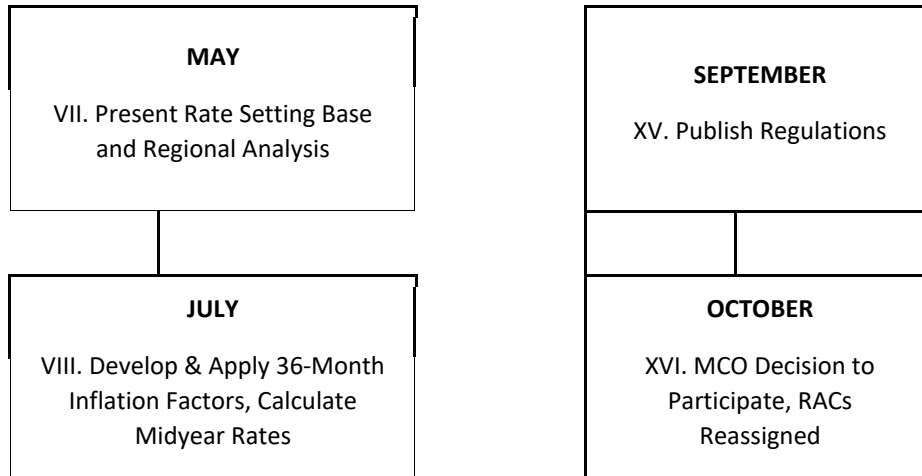 MAY
VII. Present Rate Setting Base
and Regional Analysis
JULY
VIII. Develop & Apply 36-Month
Inflation Factors, Calculate
Midyear Rates
SEPTEMBER
XV. Publish Regulations
OCTOBER
XVI. MCO Decision to
Participate, RACs
Reassigned